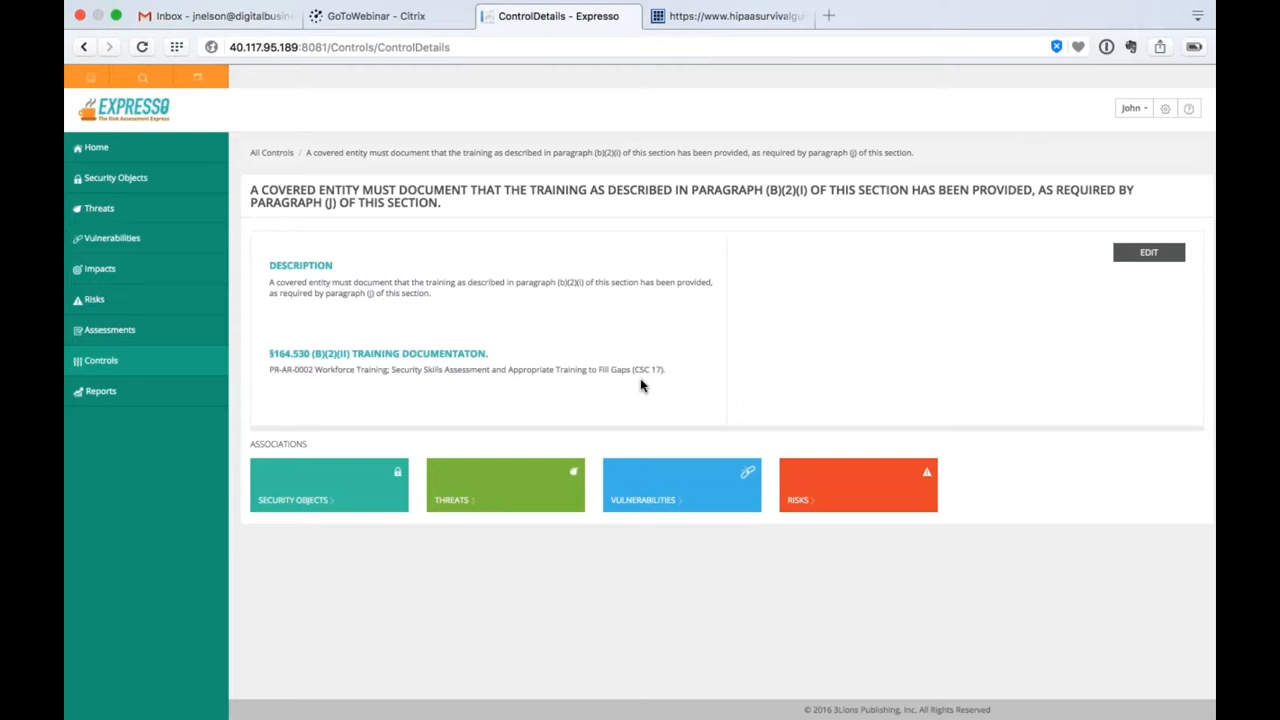 Inbox - jnelson@digitalbusine
GoToWebinar - Citrix
ControlDetails - Expresso
https://www.hipaasurvivalgu
40.117.95.189:8081/Controls/ControlDetails
EXPRESSO
The Risk Assessment Express
John
Home
Security Objects
Threats
Vulnerabilities
Impacts
Risks
Assessments
Controls
Reports
All Controls / A covered entity must document that the training as described in paragraph (b)(2)(i) of this section has been provided, as required by paragraph (j) of this section.
A COVERED ENTITY MUST DOCUMENT THAT THE TRAINING AS DESCRIBED IN PARAGRAPH (B)(2)(I) OF THIS SECTION HAS BEEN PROVIDED, AS REQUIRED BY
PARAGRAPH (J) OF THIS SECTION.
EDIT
DESCRIPTION
A covered entity must document that the training as described in paragraph (b)(2)(i) of this section has been provided,
as required by paragraph (j) of this section.
§164.530 (B)(2)(II) TRAINING DOCUMENTATON.
PR-AR-0002 Workforce Training; Security Skills Assessment and Appropriate Training to Fill Gaps (CSC 17).
ASSOCIATIONS
SECURITY OBJECTS
THREATS
VULNERABILITIES
RISKS
© 2016 3Lions Publishing, Inc. All Rights Reserved